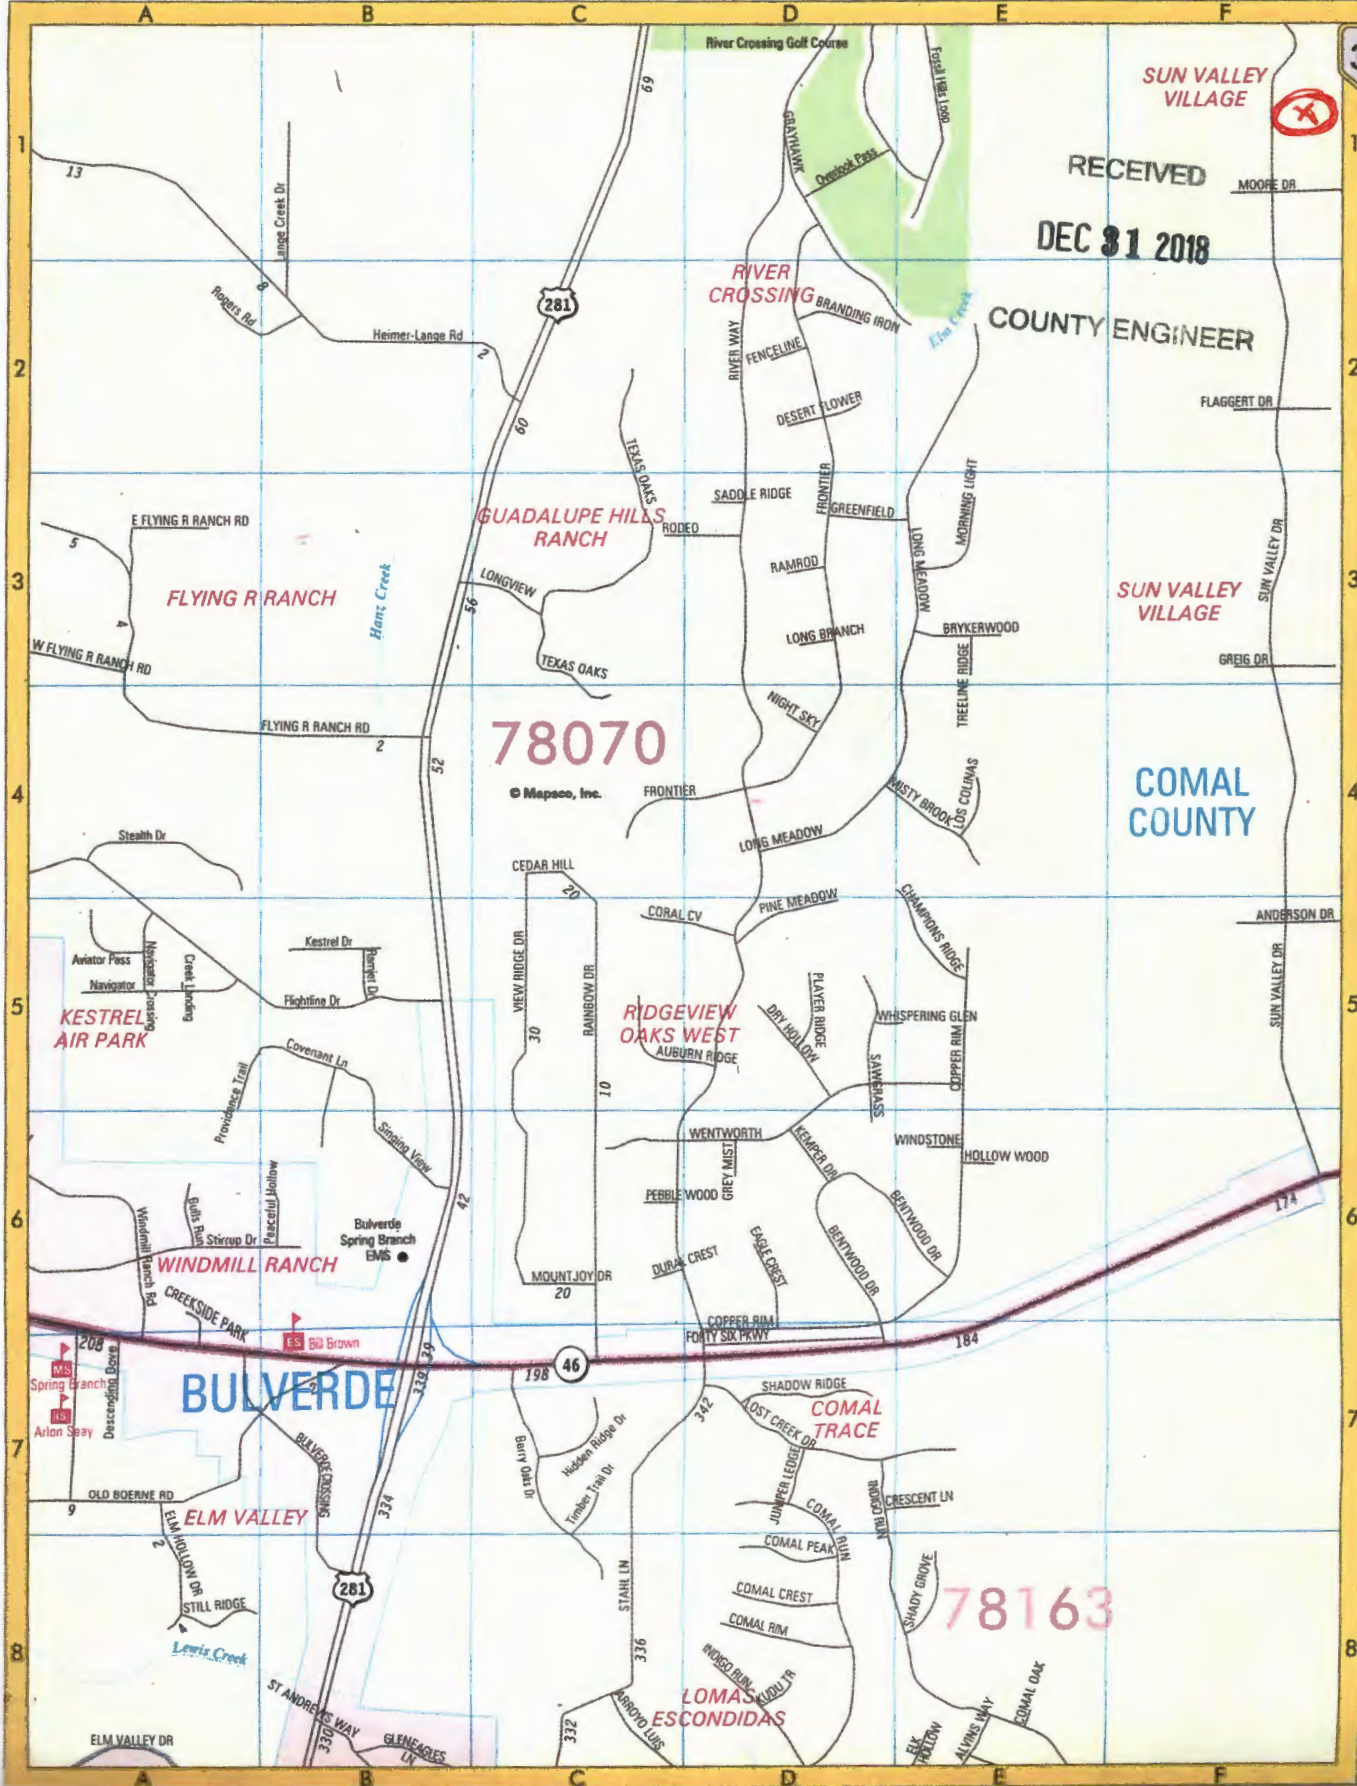 A B C D E F
River Crossing Golf Course
Fossil Hills Loop
SUN VALLEY
VILLAGE
X
69
1
1
GRAYHAWK
Overlook Pass
RECEIVED
13
MOORE DR
Lange Creek Dr
DEC 31 2018
8
Rogers Rd
281
RIVER
CROSSING
BRANDING IRON
Elm Creek
COUNTY ENGINEER
Heimer-Lange Rd
2
RIVER WAY
FENCELINE
2
2
FLAGGERT DR
DESERT FLOWER
60
TEXAS OAKS
SADDLE RIDGE
FRONTIER
GREENFIELD
MORNING LIGHT
GUADALUPE HILLS
RANCH
RODEO
E FLYING R RANCH RD
5
LONG MEADOW
SUN VALLEY DR
RAMROD
LONGVIEW
3
3
FLYING R RANCH
Hanz Creek
56
SUN VALLEY
VILLAGE
4
LONG BRANCH
BRYKERWOOD
W FLYING R RANCH RD
TEXAS OAKS
TREELINE RIDGE
GREIG DR
NIGHT SKY
FLYING R RANCH RD
2
78070
52
© Mapsco, Inc.
FRONTIER
MISTY BROOK
LOS COLINAS
COMAL
COUNTY
4
4
Stealth Dr
LONG MEADOW
CEDAR HILL
20
CORAL CV
PINE MEADOW
CHAMPIONS RIDGE
ANDERSON DR
Aviator Pass
Navigator Crossing
Creek Landing
Kestrel Dr
Ramjet Dr
VIEW RIDGE DR
RAINBOW DR
SUN VALLEY DR
Navigator
Flightline Dr
5
5
KESTREL
AIR PARK
RIDGEVIEW
OAKS WEST
DRY HOLLOW
PLAYER RIDGE
WHISPERING GLEN
COPPER RIM
30
AUBURN RIDGE
SAWGRASS
Covenant Ln
Providence Trail
10
Singing View
WENTWORTH
GREY MIST
KEMPER DR
WINDSTONE
HOLLOW WOOD
PEBBLE WOOD
42
BENTWOOD DR
174
6
6
Windmill Ranch Rd
Bulls Run
Stirrup Dr
Peaceful Hollow
Bulverde
Spring Branch
EMS
WINDMILL RANCH
DURAL CREST
EAGLE CREST
BENTWOOD DR
MOUNTJOY DR
20
CREEKSIDE PARK
COPPER RIM
FORTY SIX PKWY
184
208
ES Bill Brown
39
46
198
MS
Spring Branch
Descending Dove
BULVERDE
2
339
342
SHADOW RIDGE
COMAL
TRACE
LOST CREEK DR
Arlon Seay
7
7
BULVERDE CROSSING
Berry Oaks Dr
Hidden Ridge Dr
Timber Trail Dr
JUNIPER LEDGE
INDIGO RUN
CRESCENT LN
OLD BOERNE RD
9
ELM VALLEY
334
COMAL RUN
ELM HOLLOW DR
2
COMAL PEAK
281
STAHL LN
COMAL CREST
SHADY GROVE
78163
STILL RIDGE
4
COMAL RIM
Lewis Creek
336
8
8
INDIGO RUN
KUDU TR
LOMAS
ESCONDIDAS
ST ANDREWS WAY
ARROYO LUIS
COMAL OAK
ALVINS WAY
ELK
HOLLOW
ELM VALLEY DR
330
GLENEAGLES
LN
332
A B C D E F